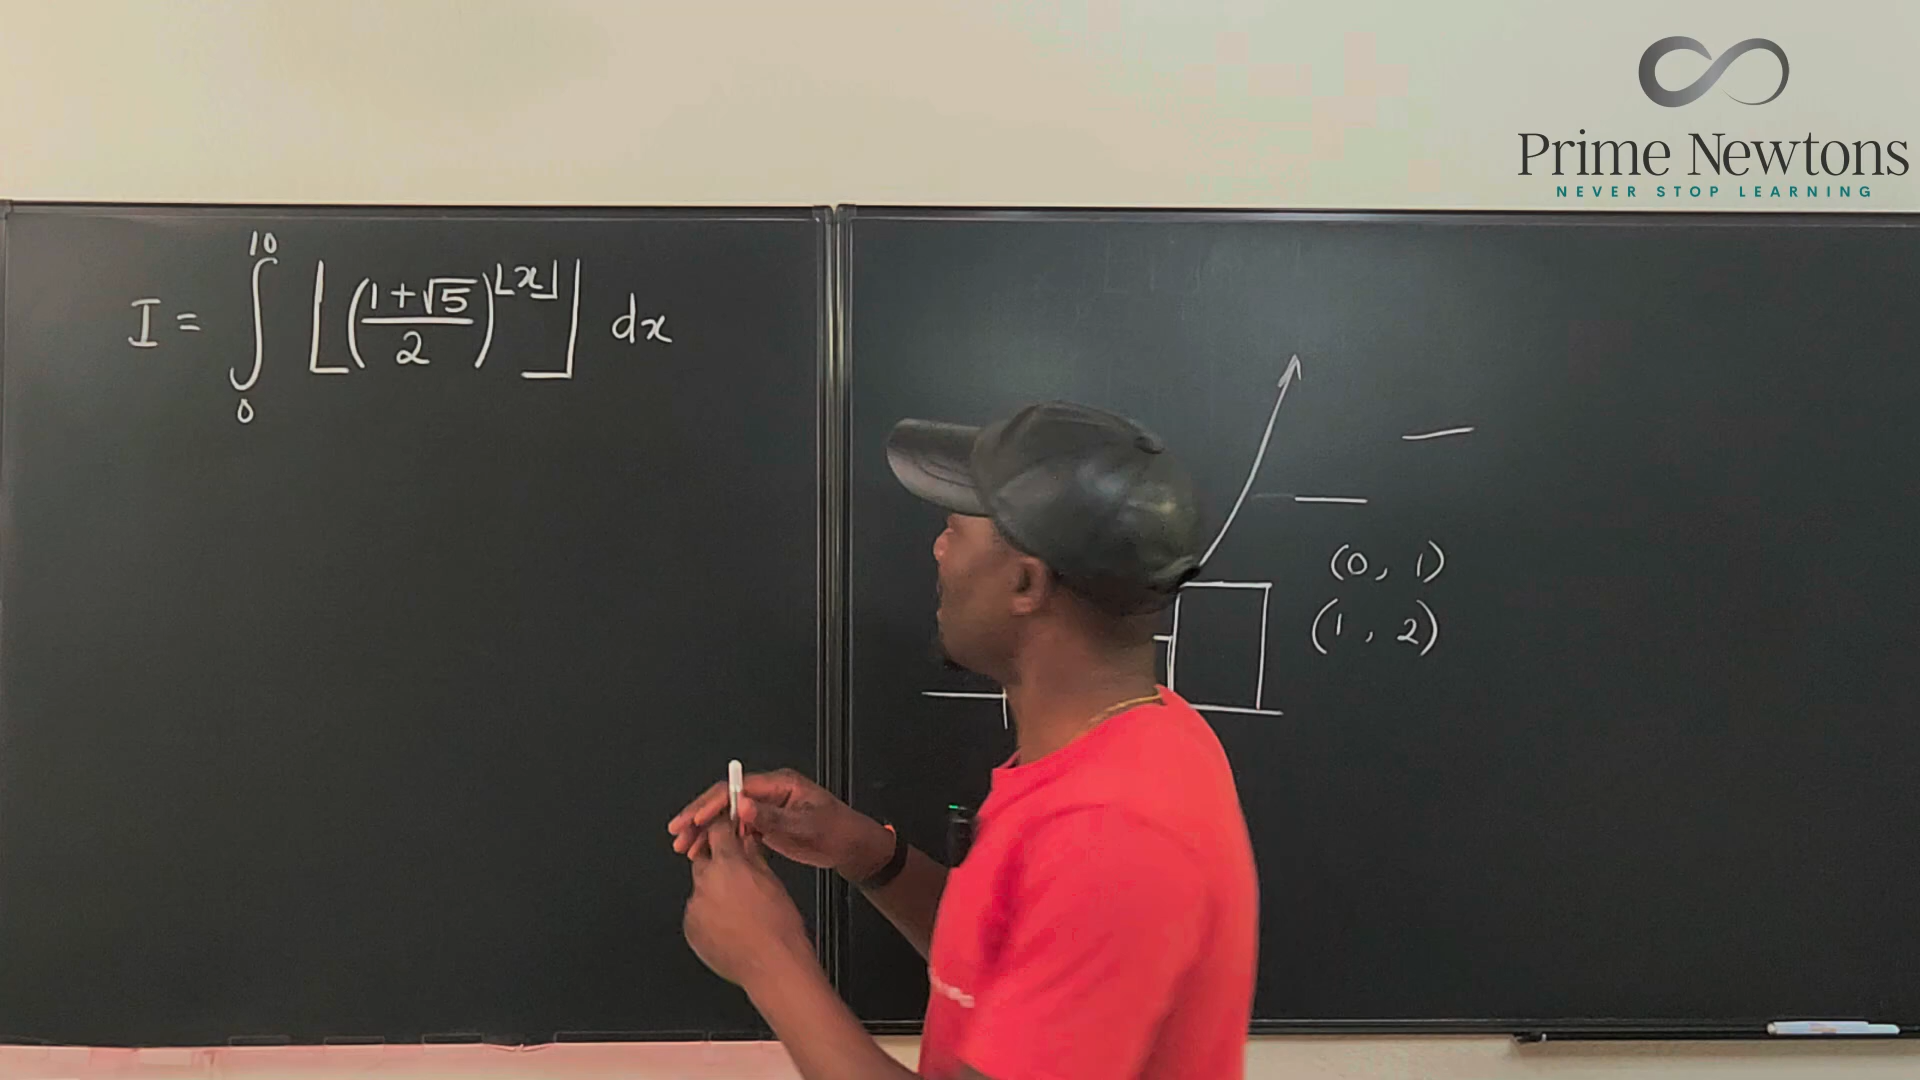 Prime Newtons
NEVER STOP LEARNING
I = ∫₀¹⁰ ⌊((1+√5)/2)^⌊x⌋⌋ dx
(0, 1)
(1, 2)